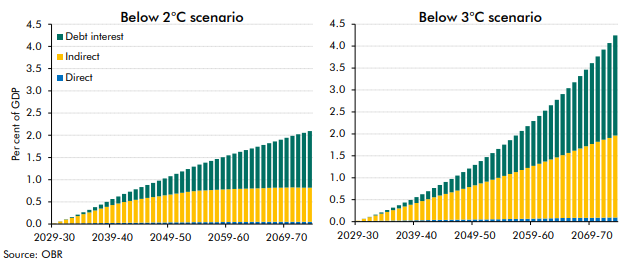 Below 2°C scenario
4.5
4.0
3.5
3.0
2.5
2.0
1.5
1.0
0.5
0.0
Per cent of GDP
Debt interest
Indirect
Direct
2029-30 2039-40 2049-50 2059-60 2069-70
Below 3°C scenario
4.5
4.0
3.5
3.0
2.5
2.0
1.5
1.0
0.5
0.0
2029-30 2039-40 2049-50 2059-60 2069-70
Source: OBR